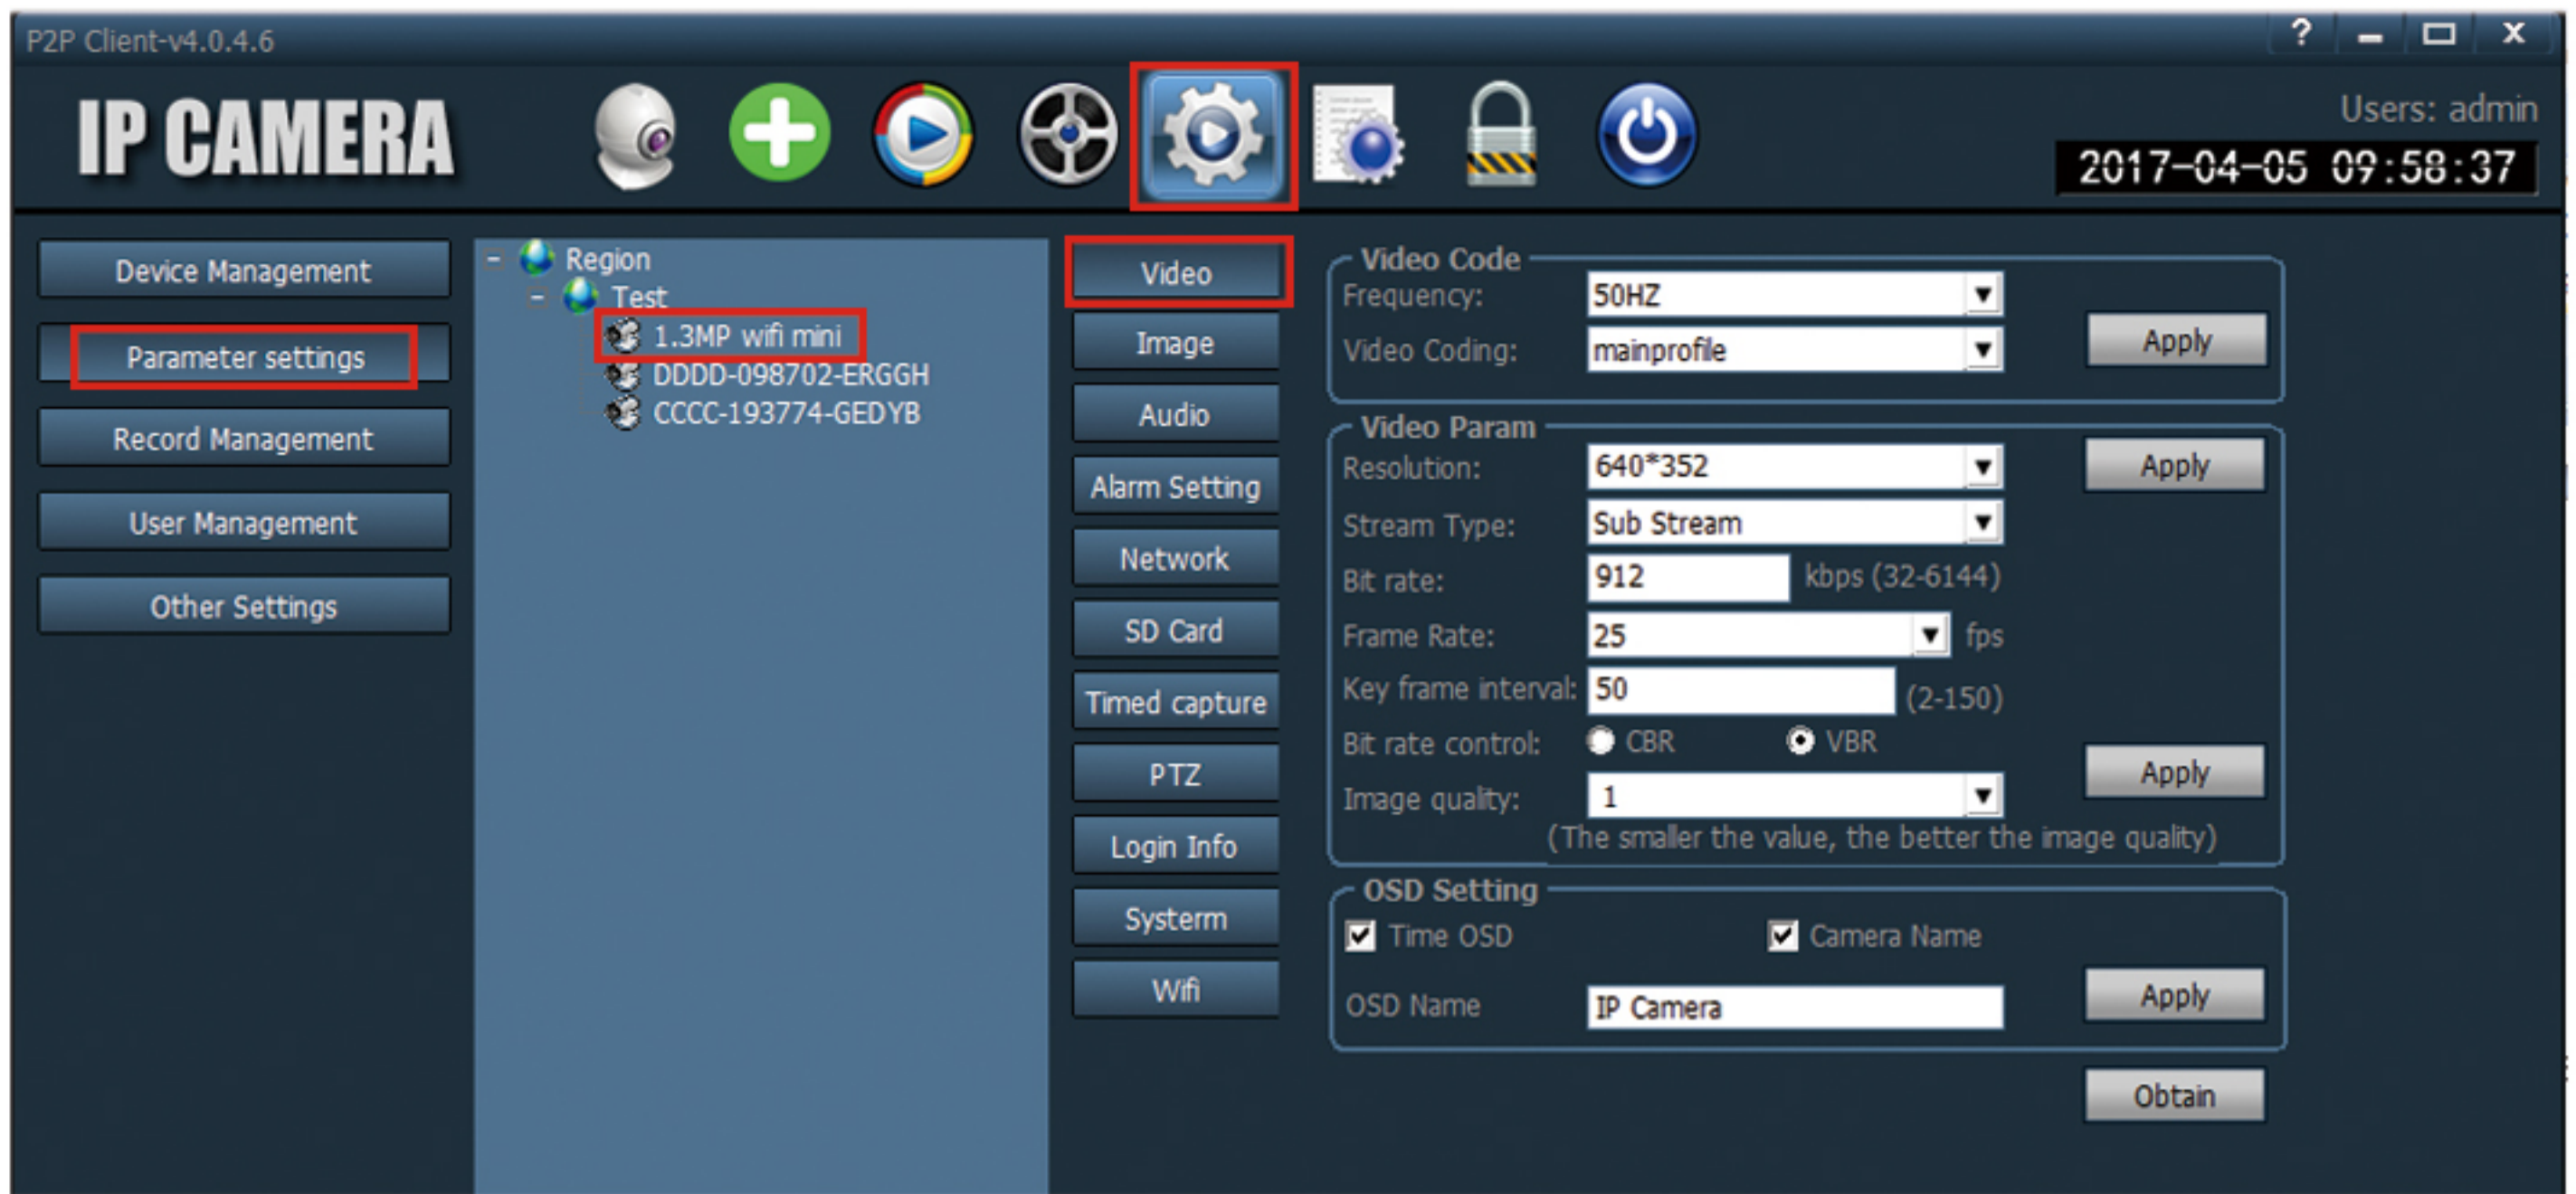 P2P Client-v4.0.4.6
IP CAMERA
Users: admin
2017-04-05 09:58:37
Device Management
Parameter settings
Record Management
User Management
Other Settings
Region
Test
1.3MP wifi mini
DDDD-098702-ERGGH
CCCC-193774-GEDYB
Video
Image
Audio
Alarm Setting
Network
SD Card
Timed capture
PTZ
Login Info
Systerm
Wifi
Video Code
Frequency: 50HZ
Video Coding: mainprofile
Apply
Video Param
Resolution: 640*352 Apply
Stream Type: Sub Stream
Bit rate: 912 kbps (32-6144)
Frame Rate: 25 fps
Key frame interval: 50 (2-150)
Bit rate control: CBR VBR
Apply
Image quality: 1
(The smaller the value, the better the image quality)
OSD Setting
Time OSD Camera Name
OSD Name IP Camera Apply
Obtain